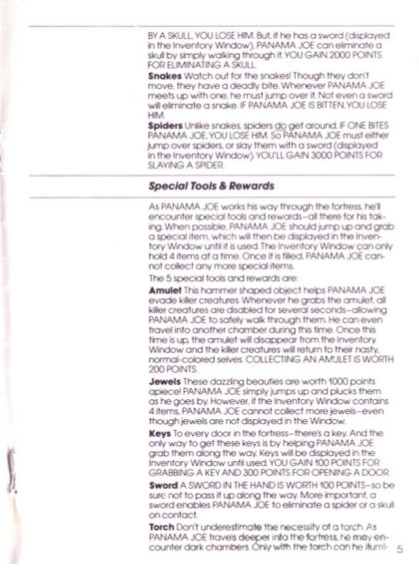 BY A SKULL, YOU LOSE HIM. But, if he has a sword (displayed
in the Inventory Window), PANAMA JOE can eliminate a
skull by simply walking through it. YOU GAIN 2000 POINTS
FOR ELIMINATING A SKULL.
Snakes Watch out for the snakes! Though they don't
move, they have a deadly bite. Whenever PANAMA JOE
meets up with one, he must jump over it. Not even a sword
will eliminate a snake. IF PANAMA JOE IS BITTEN, YOU LOSE
HIM.
Spiders Unlike snakes, spiders do get around. IF ONE BITES
PANAMA JOE, YOU LOSE HIM. So PANAMA JOE must either
jump over spiders, or slay them with a sword (displayed
in the Inventory Window). YOU'LL GAIN 3000 POINTS FOR
SLAYING A SPIDER.
Special Tools & Rewards
As PANAMA JOE works his way through the fortress, he'll
encounter special tools and rewards–all there for his tak-
ing. When possible, PANAMA JOE should jump up and grab
a special item, which will then be displayed in the Inven-
tory Window until it is used. The Inventory Window can only
hold 4 items at a time. Once it is filled, PANAMA JOE can-
not collect any more special items.
The 5 special tools and rewards are:
Amulet This hammer shaped object helps PANAMA JOE
evade killer creatures. Whenever he grabs the amulet, all
killer creatures are disabled for several seconds–allowing
PANAMA JOE to safely walk through them. He can even
travel into another chamber during this time. Once this
time is up, the amulet will disappear from the Inventory
Window and the killer creatures will return to their nasty,
normal-colored selves. COLLECTING AN AMULET IS WORTH
200 POINTS.
Jewels These dazzling beauties are worth 1000 points
apiece! PANAMA JOE simply jumps up and plucks them
as he goes by. However, if the Inventory Window contains
4 items, PANAMA JOE cannot collect more jewels–even
though jewels are not displayed in the Window.
Keys To every door in the fortress–there's a key. And the
only way to get these keys is by helping PANAMA JOE
grab them along the way. Keys will be displayed in the
Inventory Window until used. YOU GAIN 100 POINTS FOR
GRABBING A KEY AND 300 POINTS FOR OPENING A DOOR.
Sword A SWORD IN THE HAND IS WORTH 100 POINTS–so be
sure not to pass it up along the way. More important, a
sword enables PANAMA JOE to eliminate a spider or a skull
on contact.
Torch Don't underestimate the necessity of a torch. As
PANAMA JOE travels deeper into the fortress, he may en-
counter dark chambers. Only with the torch can he illumi-
5